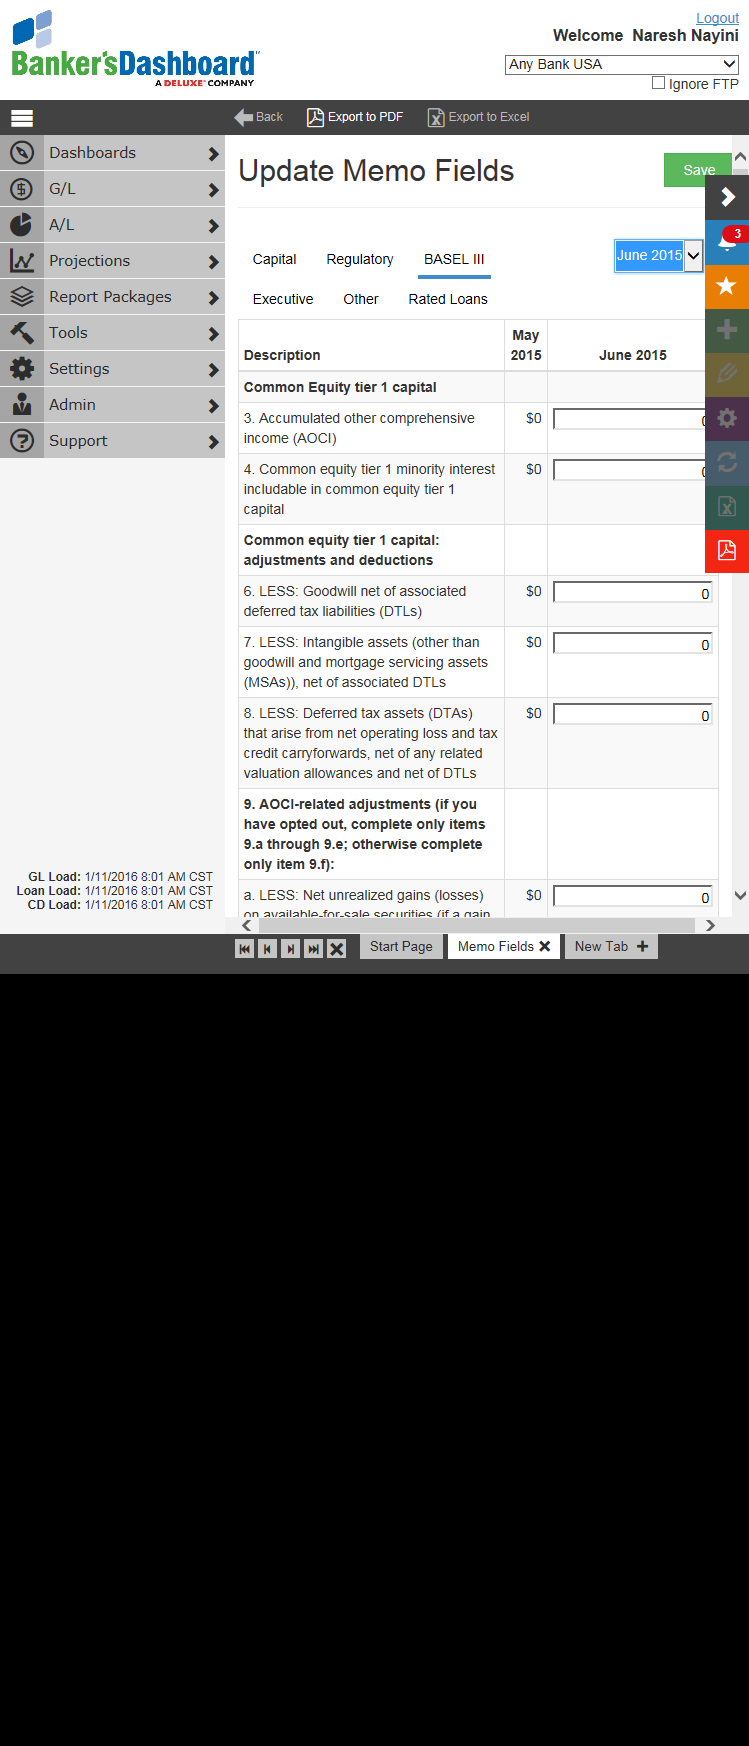 Logout
Welcome Naresh Nayini
Banker'sDashboard
A DELUXE COMPANY
Any Bank USA
Ignore FTP
Back Export to PDF Export to Excel
Dashboards
G/L
A/L
Projections
Report Packages
Tools
Settings
Admin
Support
GL Load: 1/11/2016 8:01 AM CST
Loan Load: 1/11/2016 8:01 AM CST
CD Load: 1/11/2016 8:01 AM CST
Update Memo Fields
Save
3
Capital Regulatory BASEL III
June 2015
Executive Other Rated Loans
May
2015
Description June 2015
Common Equity tier 1 capital
3. Accumulated other comprehensive $0 0
income (AOCI)
4. Common equity tier 1 minority interest $0 0
includable in common equity tier 1
capital
Common equity tier 1 capital:
adjustments and deductions
6. LESS: Goodwill net of associated $0 0
deferred tax liabilities (DTLs)
7. LESS: Intangible assets (other than $0 0
goodwill and mortgage servicing assets
(MSAs)), net of associated DTLs
8. LESS: Deferred tax assets (DTAs) $0 0
that arise from net operating loss and tax
credit carryforwards, net of any related
valuation allowances and net of DTLs
9. AOCI-related adjustments (if you
have opted out, complete only items
9.a through 9.e; otherwise complete
only item 9.f):
a. LESS: Net unrealized gains (losses) $0 0
on available-for-sale securities (if a gain
Start Page Memo Fields New Tab